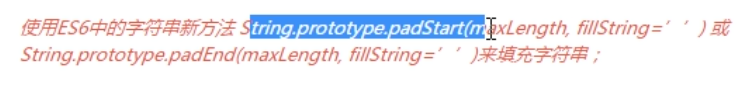 使用ES6中的字符串新方法 String.prototype.padStart(maxLength, fillString=’ ’ ) 或
String.prototype.padEnd(maxLength, fillString=’ ’ )来填充字符串；